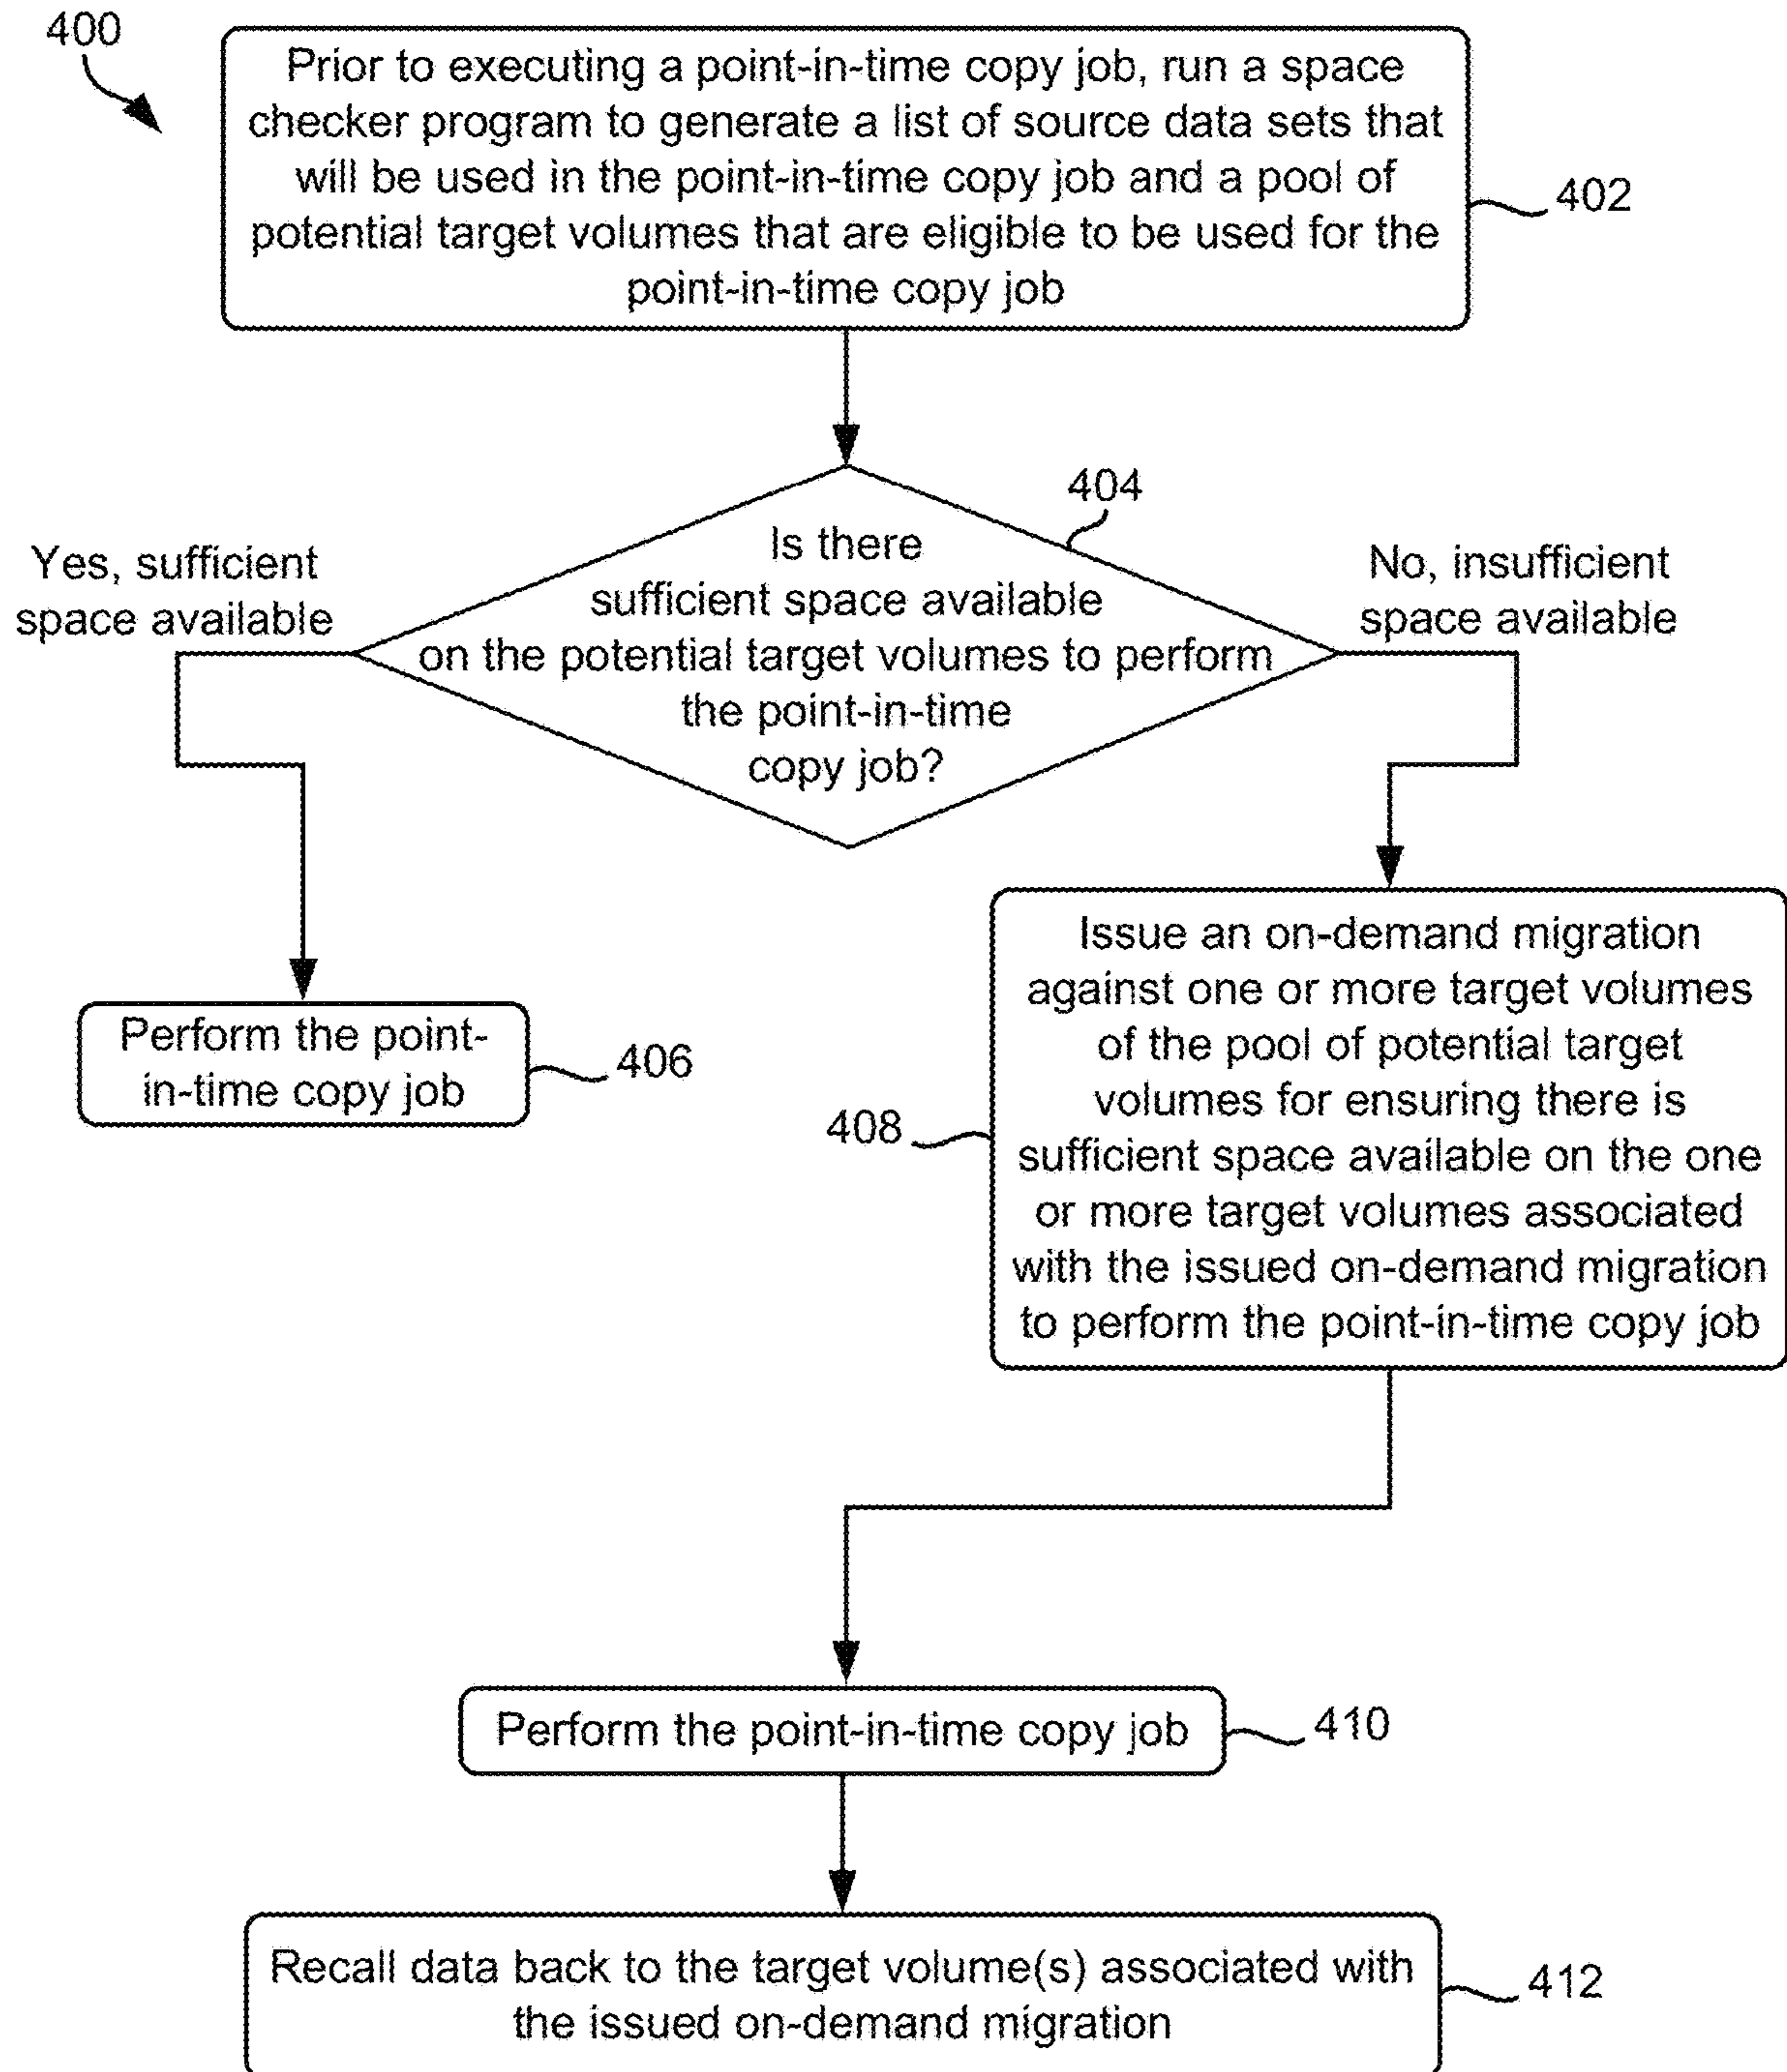 400
Prior to executing a point-in-time copy job, run a space
checker program to generate a list of source data sets that
will be used in the point-in-time copy job and a pool of
potential target volumes that are eligible to be used for the
point-in-time copy job
402
404
Is there
sufficient space available
on the potential target volumes to perform
the point-in-time
copy job?
Yes, sufficient
space available
No, insufficient
space available
Perform the point-
in-time copy job
406
Issue an on-demand migration
against one or more target volumes
of the pool of potential target
volumes for ensuring there is
sufficient space available on the one
or more target volumes associated
with the issued on-demand migration
to perform the point-in-time copy job
408
Perform the point-in-time copy job
410
Recall data back to the target volume(s) associated with
the issued on-demand migration
412